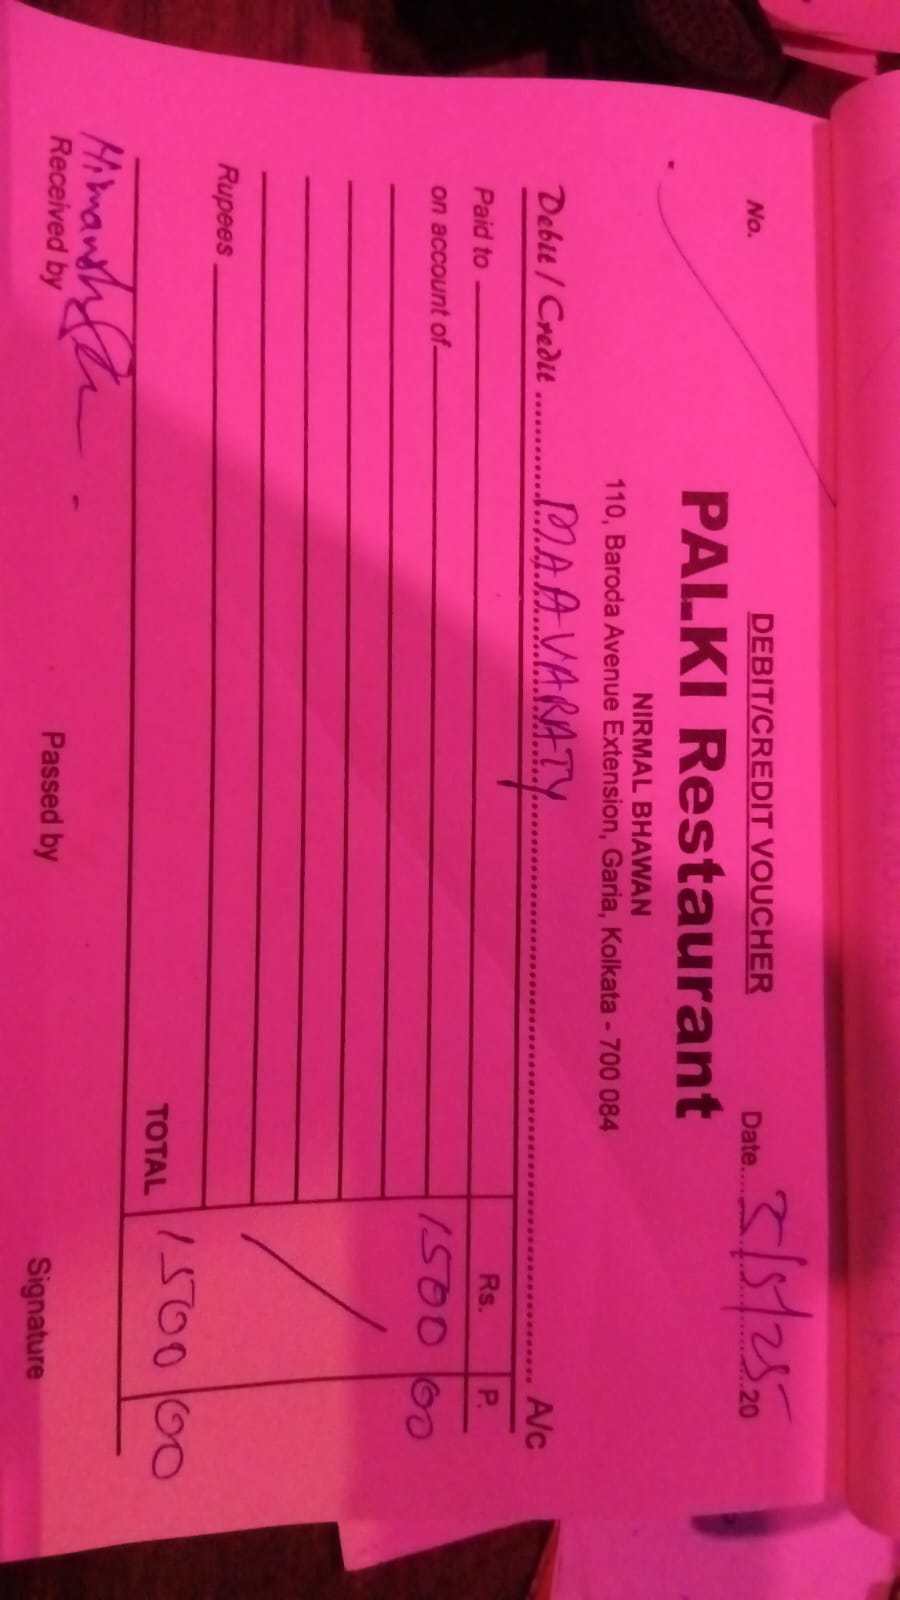 DEBIT/CREDIT VOUCHER
No.
Date.....3/5/25.....20
PALKI Restaurant
NIRMAL BHAWAN
110, Baroda Avenue Extension, Garia, Kolkata - 700 084
Debit / Credit ............MAA VARATY............ A/c
Paid to
Rs. P.
on account of 1500 00
Rupees
TOTAL 1500 00
Himanshu
Received by
Passed by
Signature